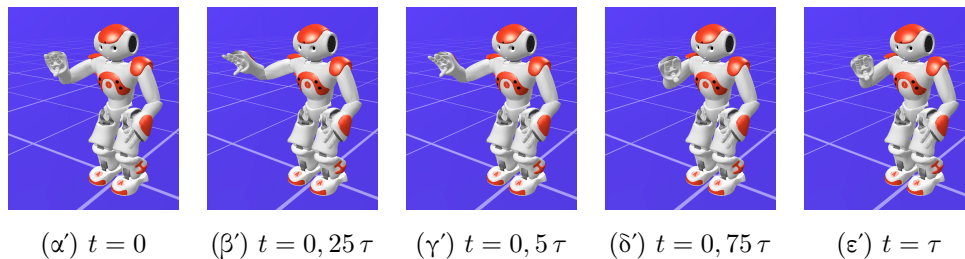 (α΄) t = 0
(β΄) t = 0, 25 τ
(γ΄) t = 0, 5 τ
(δ΄) t = 0, 75 τ
(ε΄) t = τ